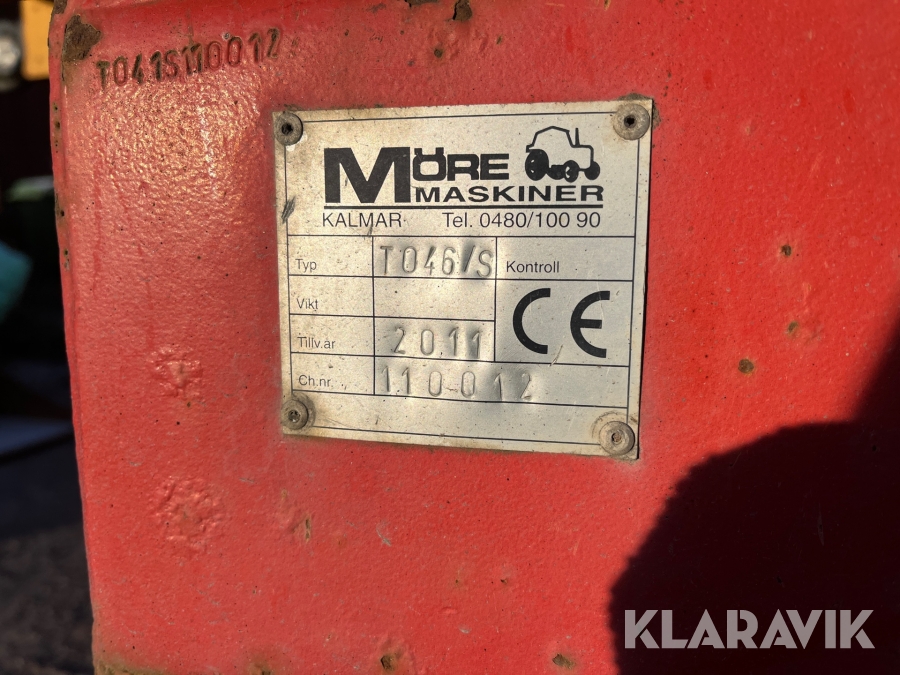 T041S110012
MÖRE
MASKINER
KALMAR Tel. 0480/100 90
Typ T046/S Kontroll
Vikt
CE
Tillv.år 2011
Ch.nr. 110012
KLARAVIK